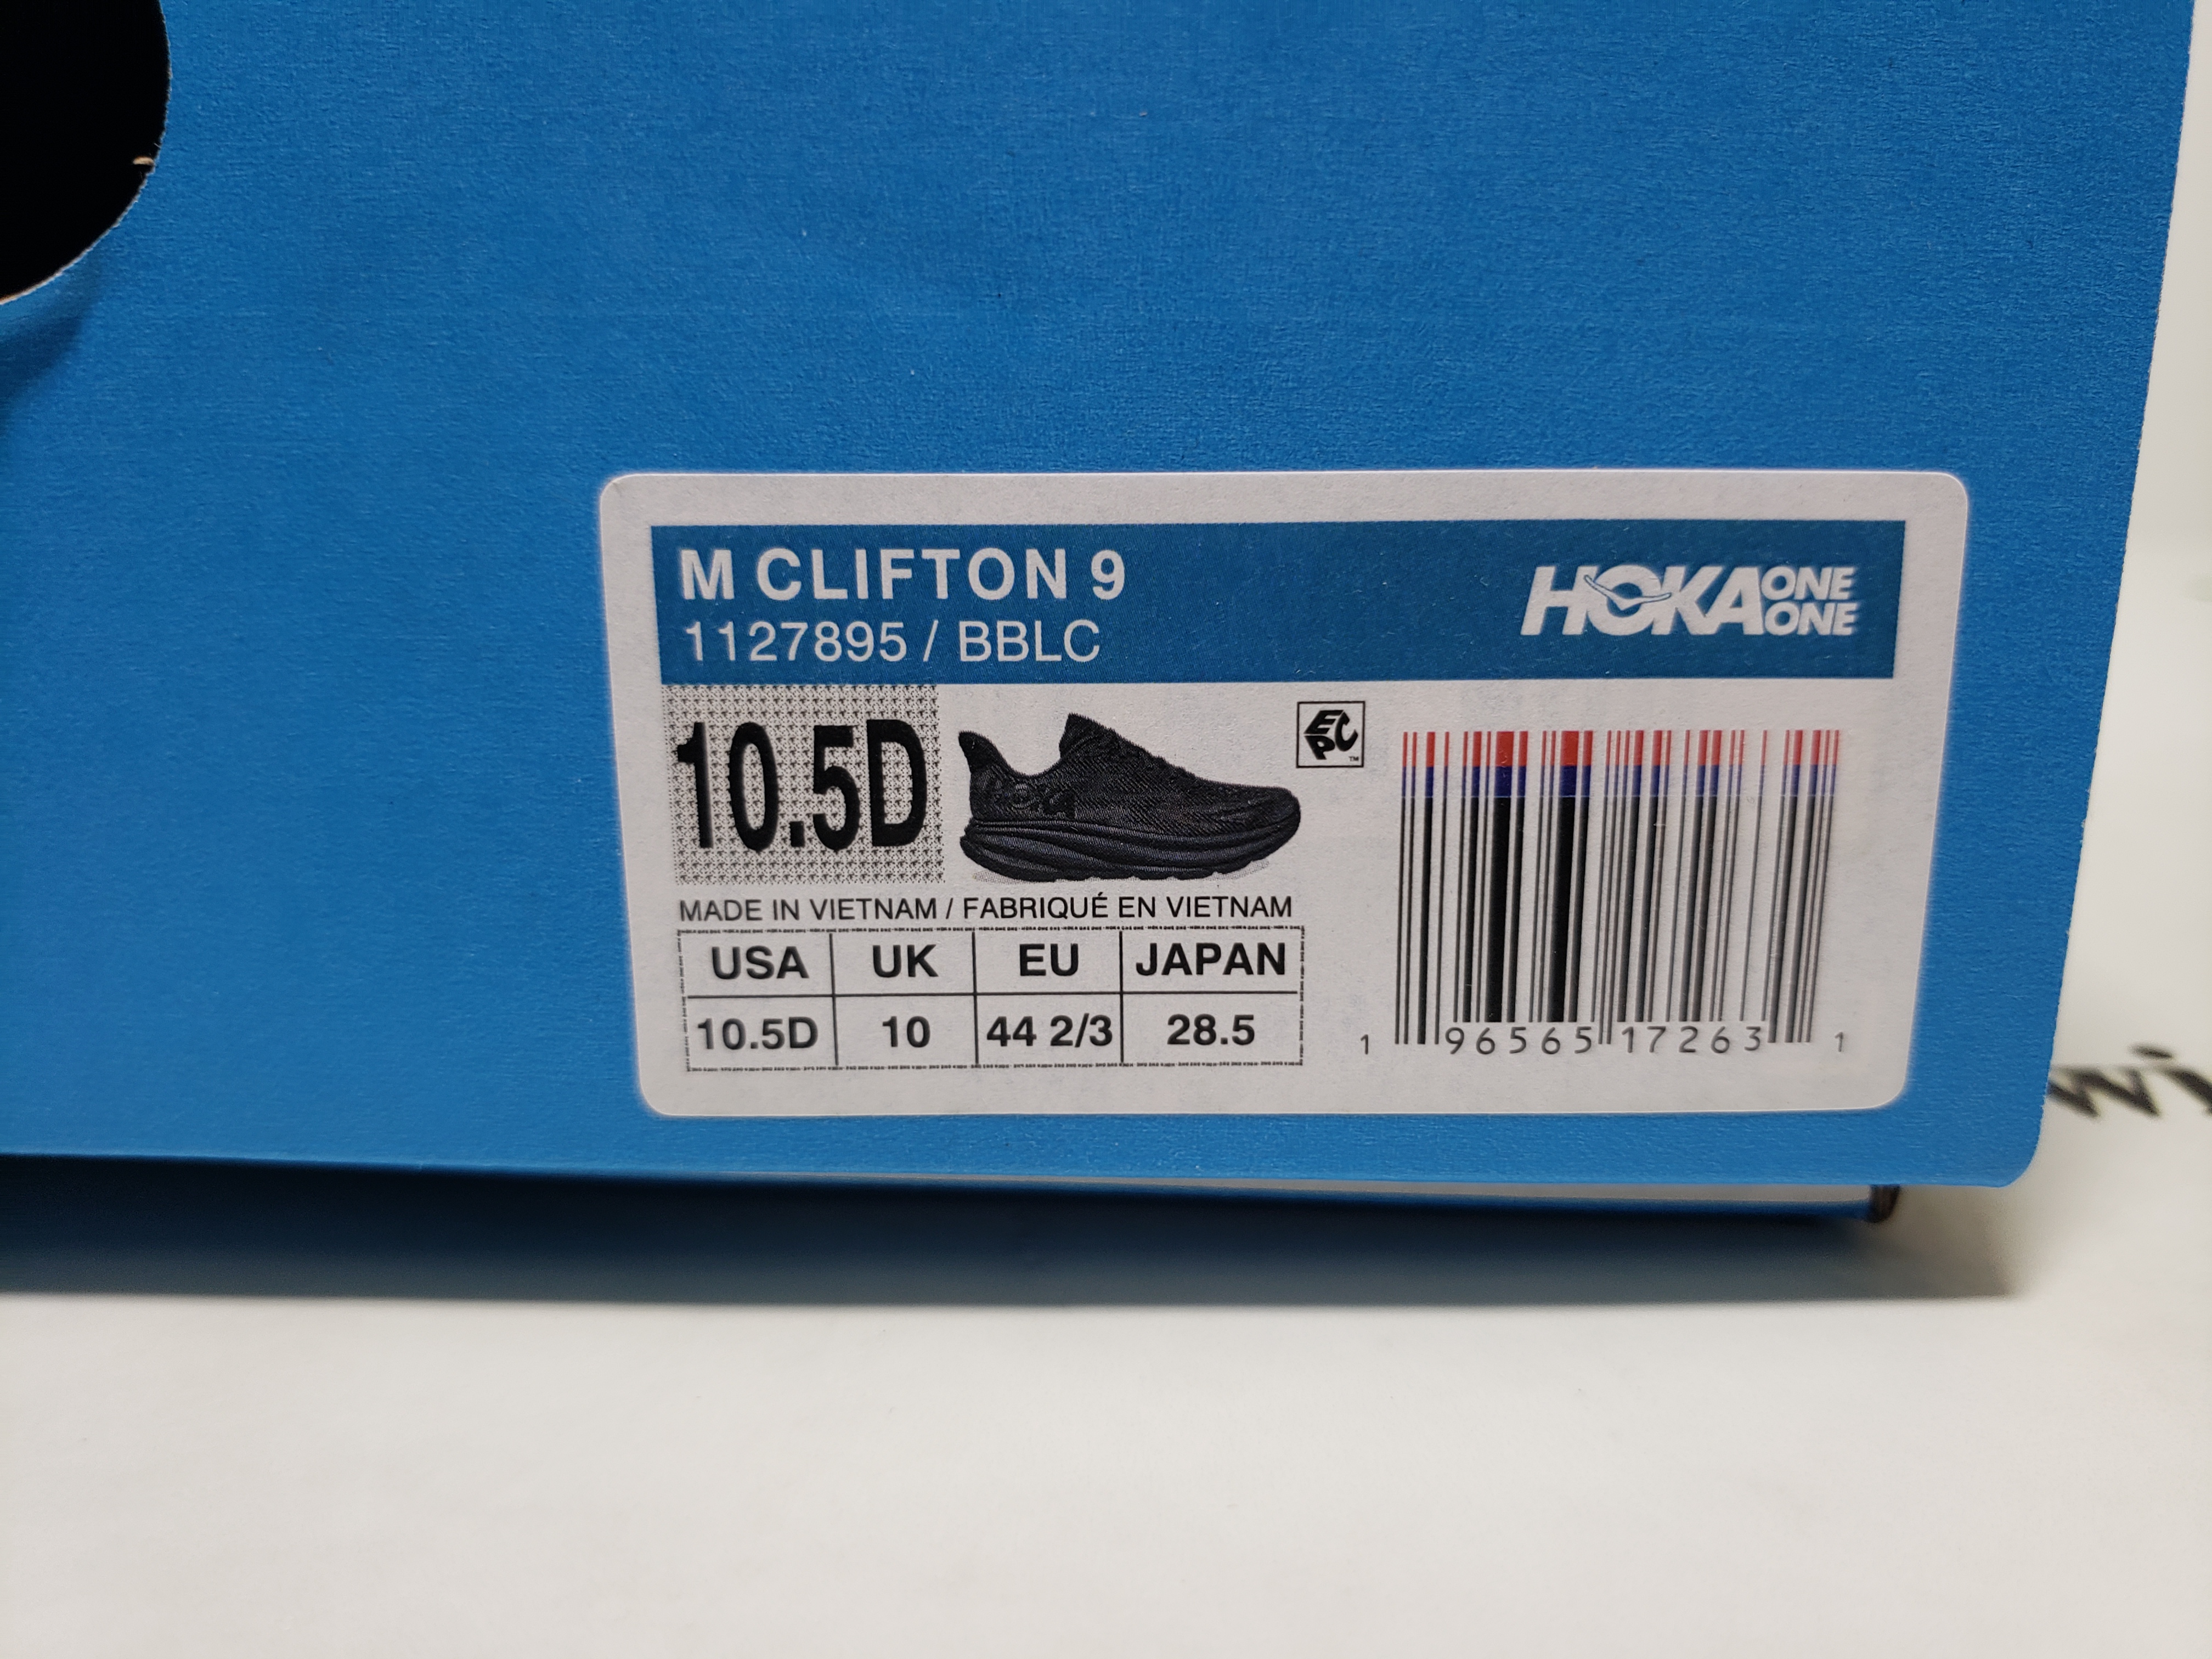 M CLIFTON 9
1127895 / BBLC
HOKA ONE ONE
10.5D
EPC™
MADE IN VIETNAM / FABRIQUÉ EN VIETNAM
USA UK EU JAPAN
10.5D 10 44 2/3 28.5
1 96565 17263 1